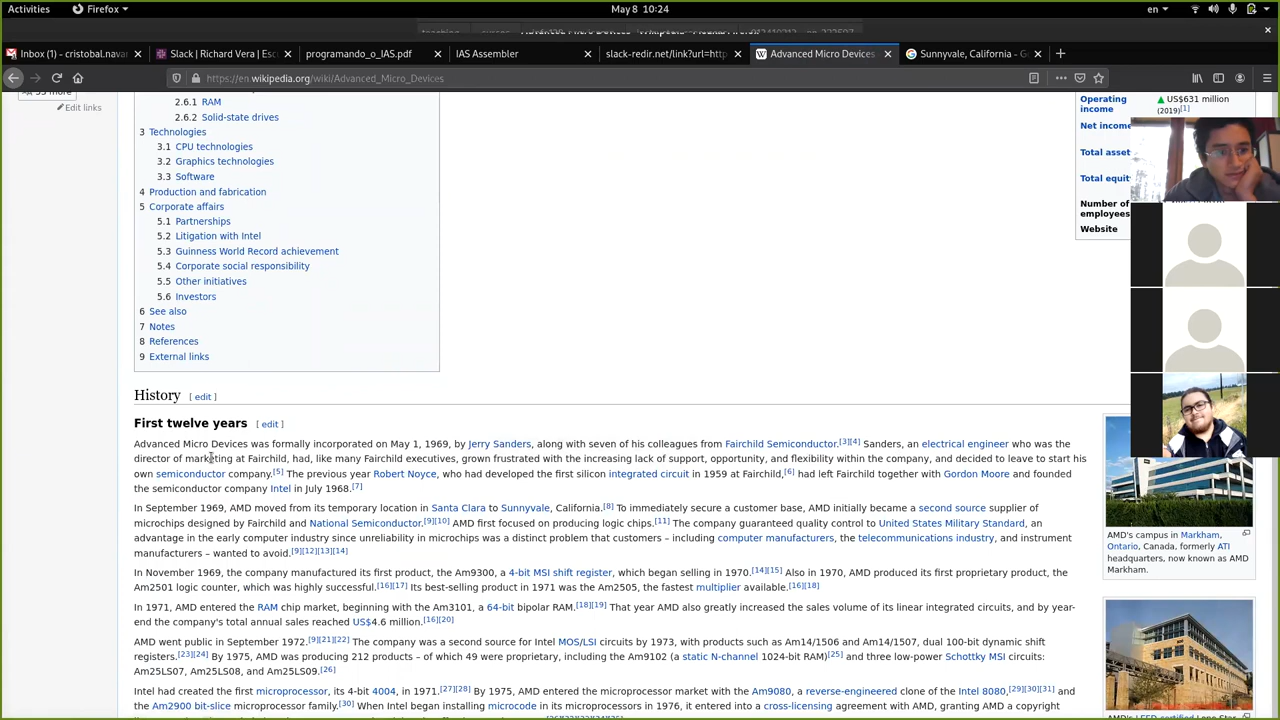 Activities Firefox May 8 10:24 en
Inbox (1) - cristobal.navar Slack | Richard Vera | Esc programando_o_IAS.pdf IAS Assembler slack-redir.net/link?url=http Advanced Micro Devices Sunnyvale, California - G
https://en.wikipedia.org/wiki/Advanced_Micro_Devices
Edit links
2.6.1 RAM
2.6.2 Solid-state drives
3 Technologies
3.1 CPU technologies
3.2 Graphics technologies
3.3 Software
4 Production and fabrication
5 Corporate affairs
5.1 Partnerships
5.2 Litigation with Intel
5.3 Guinness World Record achievement
5.4 Corporate social responsibility
5.5 Other initiatives
5.6 Investors
6 See also
7 Notes
8 References
9 External links
Operating income US$631 million (2019)[1]
Net income
Total asset
Total equit
Number of employees
Website
History [ edit ]
First twelve years [ edit ]
Advanced Micro Devices was formally incorporated on May 1, 1969, by Jerry Sanders, along with seven of his colleagues from Fairchild Semiconductor.[3][4] Sanders, an electrical engineer who was the
director of marketing at Fairchild, had, like many Fairchild executives, grown frustrated with the increasing lack of support, opportunity, and flexibility within the company, and decided to leave to start his
own semiconductor company.[5] The previous year Robert Noyce, who had developed the first silicon integrated circuit in 1959 at Fairchild,[6] had left Fairchild together with Gordon Moore and founded
the semiconductor company Intel in July 1968.[7]
In September 1969, AMD moved from its temporary location in Santa Clara to Sunnyvale, California.[8] To immediately secure a customer base, AMD initially became a second source supplier of
microchips designed by Fairchild and National Semiconductor.[9][10] AMD first focused on producing logic chips.[11] The company guaranteed quality control to United States Military Standard, an
advantage in the early computer industry since unreliability in microchips was a distinct problem that customers – including computer manufacturers, the telecommunications industry, and instrument
manufacturers – wanted to avoid.[9][12][13][14]
In November 1969, the company manufactured its first product, the Am9300, a 4-bit MSI shift register, which began selling in 1970.[14][15] Also in 1970, AMD produced its first proprietary product, the
Am2501 logic counter, which was highly successful.[16][17] Its best-selling product in 1971 was the Am2505, the fastest multiplier available.[16][18]
In 1971, AMD entered the RAM chip market, beginning with the Am3101, a 64-bit bipolar RAM.[18][19] That year AMD also greatly increased the sales volume of its linear integrated circuits, and by year-
end the company's total annual sales reached US$4.6 million.[16][20]
AMD went public in September 1972.[9][21][22] The company was a second source for Intel MOS/LSI circuits by 1973, with products such as Am14/1506 and Am14/1507, dual 100-bit dynamic shift
registers.[23][24] By 1975, AMD was producing 212 products – of which 49 were proprietary, including the Am9102 (a static N-channel 1024-bit RAM)[25] and three low-power Schottky MSI circuits:
Am25LS07, Am25LS08, and Am25LS09.[26]
Intel had created the first microprocessor, its 4-bit 4004, in 1971.[27][28] By 1975, AMD entered the microprocessor market with the Am9080, a reverse-engineered clone of the Intel 8080,[29][30][31] and
the Am2900 bit-slice microprocessor family.[30] When Intel began installing microcode in its microprocessors in 1976, it entered into a cross-licensing agreement with AMD, granting AMD a copyright
AMD's campus in Markham,
Ontario, Canada, formerly ATI
headquarters, now known as AMD
Markham.